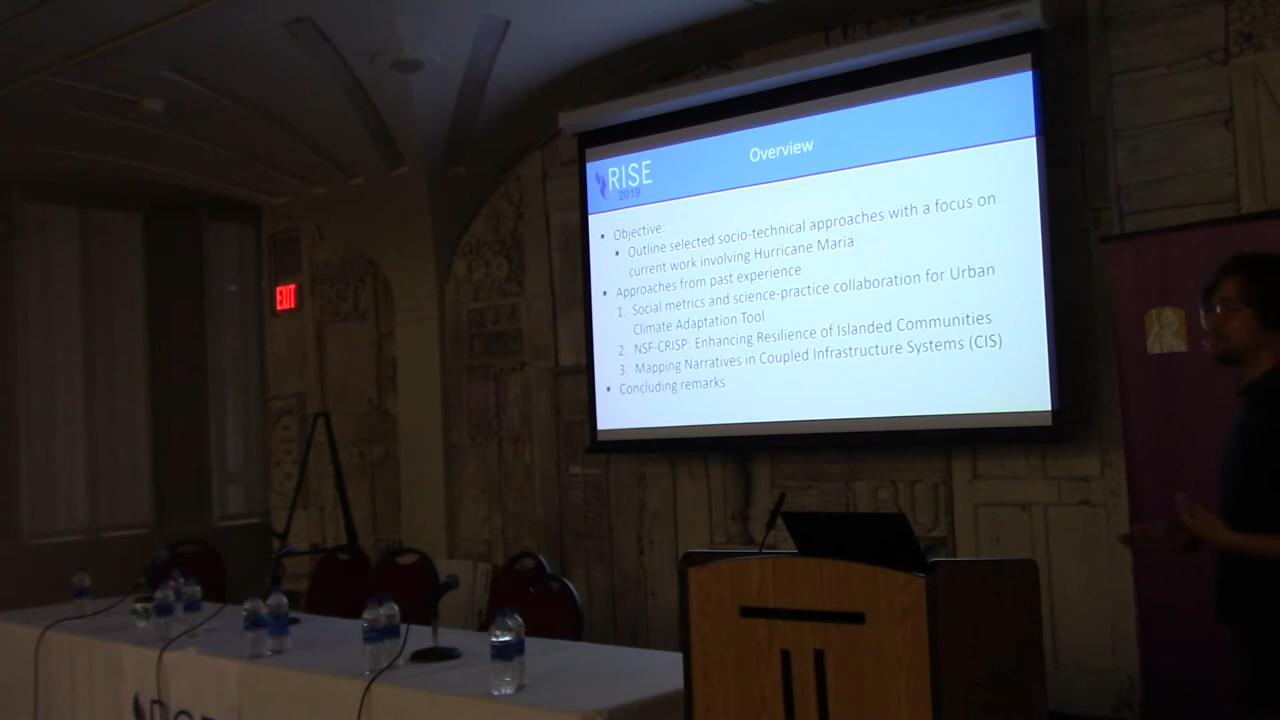 Overview
RISE
2019
▪ Objective:
▪ Outline selected socio-technical approaches with a focus on
current work involving Hurricane Maria
▪ Approaches from past experience
1. Social metrics and science-practice collaboration for Urban
Climate Adaptation Tool
2. NSF-CRISP: Enhancing Resilience of Islanded Communities
3. Mapping Narratives in Coupled Infrastructure Systems (CIS)
▪ Concluding remarks
EXIT
BU